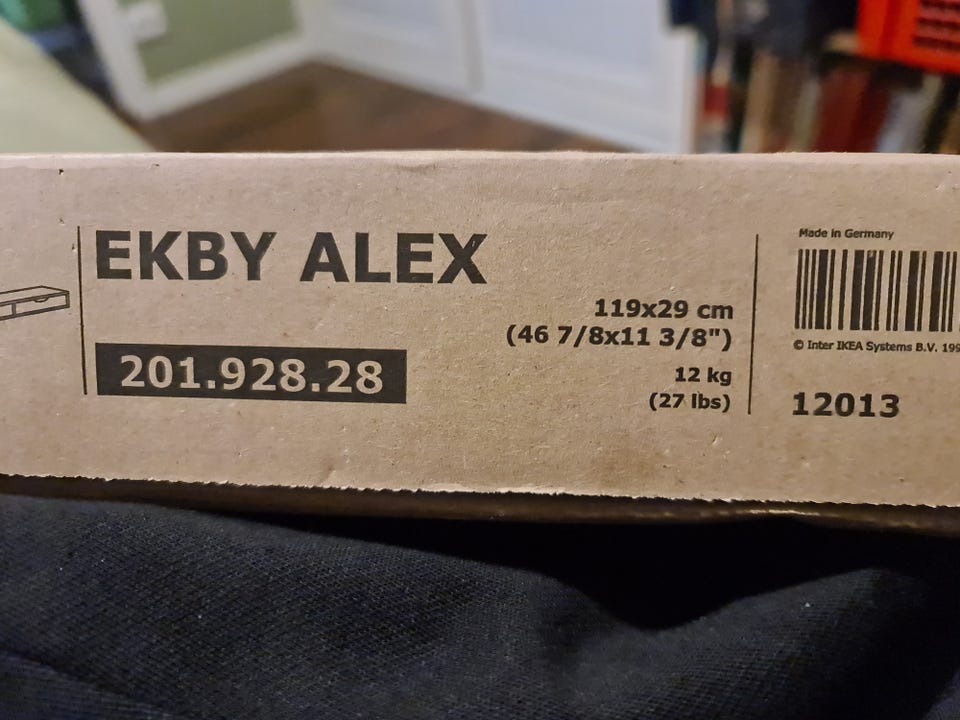 EKBY ALEX
201.928.28
119x29 cm
(46 7/8x11 3/8")
12 kg
(27 lbs)
Made in Germany
© Inter IKEA Systems B.V. 199
12013